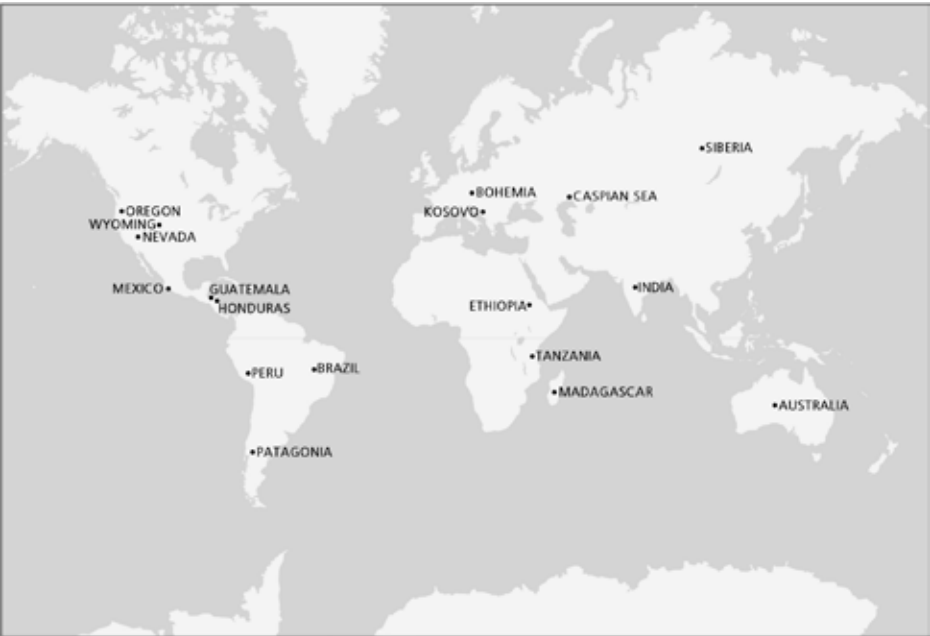 SIBERIA
BOHEMIA
CASPIAN SEA
OREGON
KOSOVO
WYOMING
NEVADA
MEXICO
GUATEMALA
INDIA
HONDURAS
ETHIOPIA
TANZANIA
PERU
BRAZIL
MADAGASCAR
AUSTRALIA
PATAGONIA